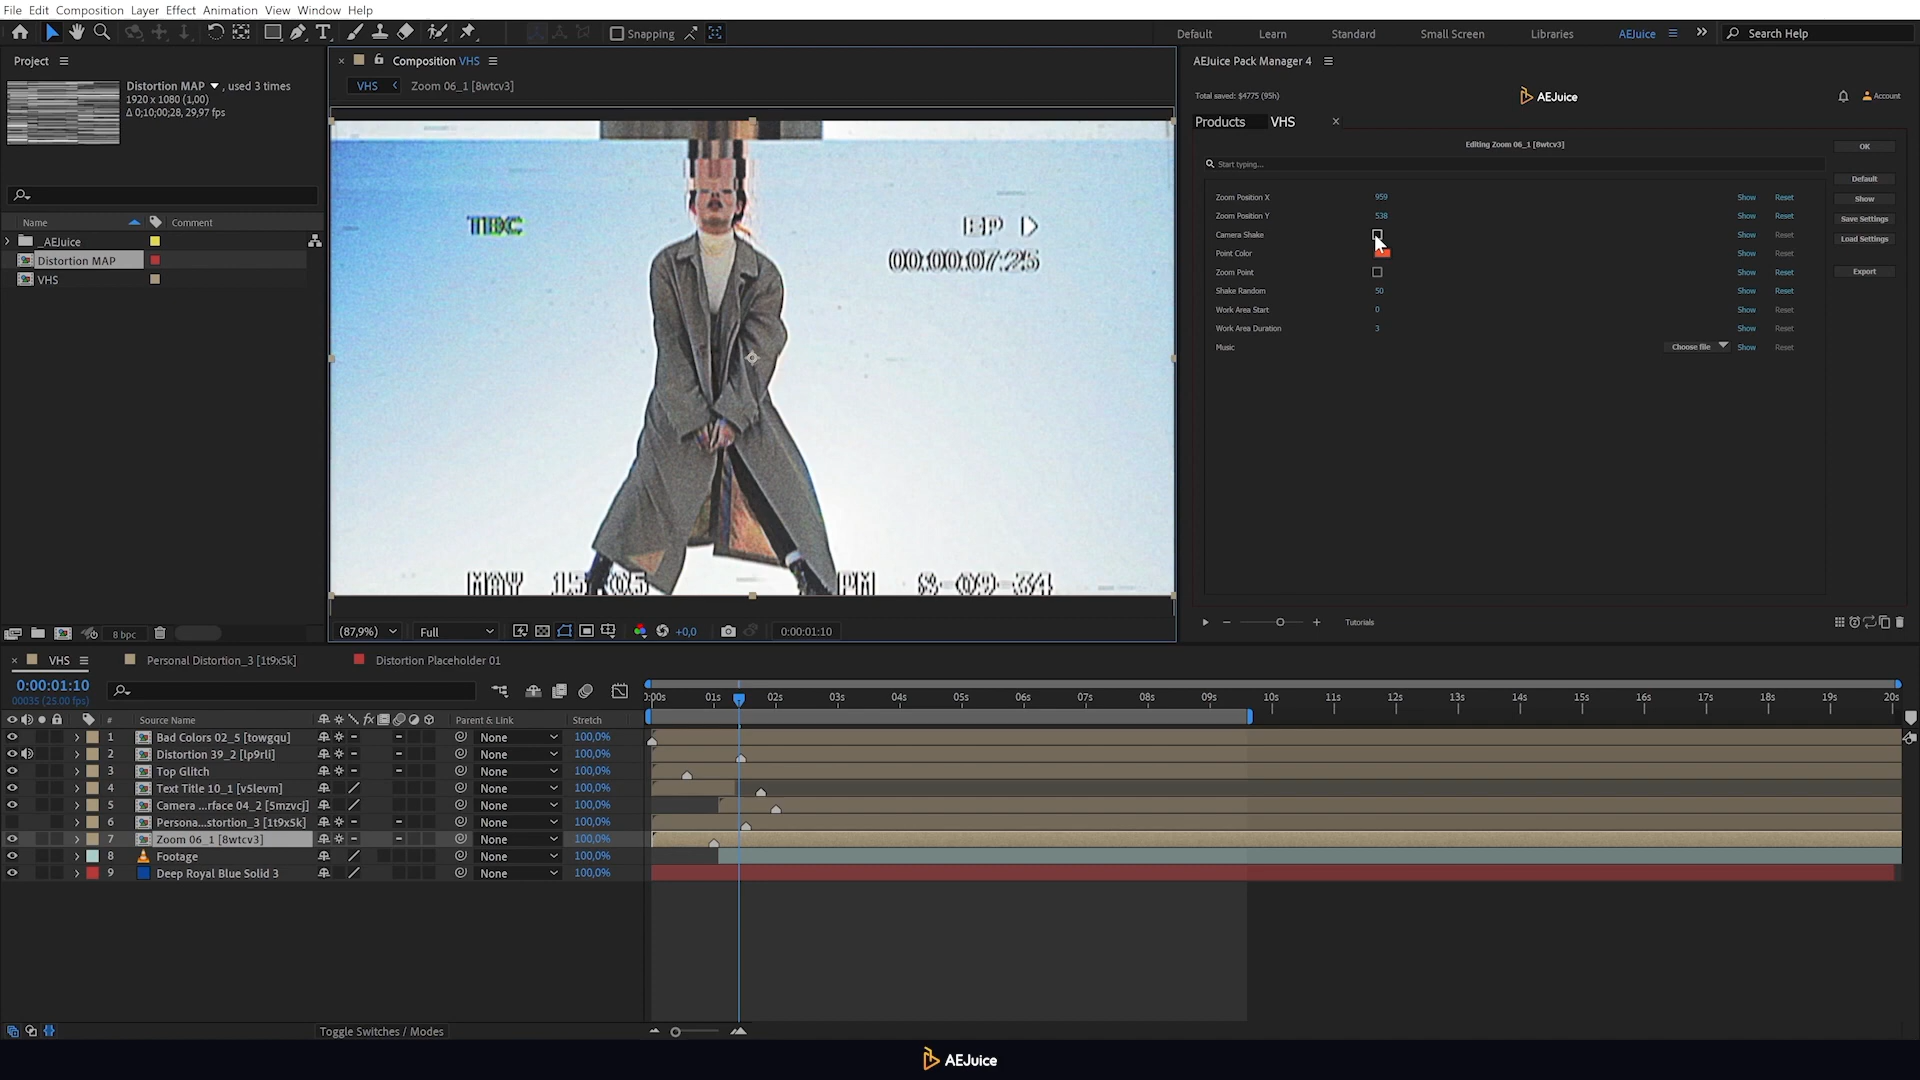 File Edit Composition Layer Effect Animation View Window Help
Snapping
Default Learn Standard Small Screen Libraries AEJuice Search Help
Project
Distortion MAP , used 3 times
1920 x 1080 (1,00)
Δ 0;10;00;28, 29,97 fps
Name Comment
_AEJuice
Distortion MAP
VHS
8 bpc
Composition VHS
VHS Zoom 06_1 [8wtcv3]
EP
00:00:07:25
MAY 15 05 PM 8-09-34
(87,9%) Full +0,0 0:00:01:10
AEJuice Pack Manager 4
Total saved: $4775 (95h) AEJuice Account
Products VHS
Editing Zoom 06_1 [8wtcv3] OK
Start typing...
Default
Zoom Position X 959 Show Reset Show
Zoom Position Y 538 Show Reset Save Settings
Camera Shake Show Reset Load Settings
Point Color Show Reset
Zoom Point Show Reset Export
Shake Random 50 Show Reset
Work Area Start 0 Show Reset
Work Area Duration 3 Show Reset
Music Choose file Show Reset
Tutorials
VHS Personal Distortion_3 [1t9x5k] Distortion Placeholder 01
0:00:01:10
00035 (25.00 fps)
0:00s 01s 02s 03s 04s 05s 06s 07s 08s 09s 10s 11s 12s 13s 14s 15s 16s 17s 18s 19s 20s
# Source Name fx Parent & Link Stretch
1 Bad Colors 02_5 [towgqu] None 100,0%
2 Distortion 39_2 [lp9rli] None 100,0%
3 Top Glitch None 100,0%
4 Text Title 10_1 [v5levm] None 100,0%
5 Camera ...rface 04_2 [5mzvcj] None 100,0%
6 Persona...stortion_3 [1t9x5k] None 100,0%
7 Zoom 06_1 [8wtcv3] None 100,0%
8 Footage None 100,0%
9 Deep Royal Blue Solid 3 None 100,0%
Toggle Switches / Modes
AEJuice